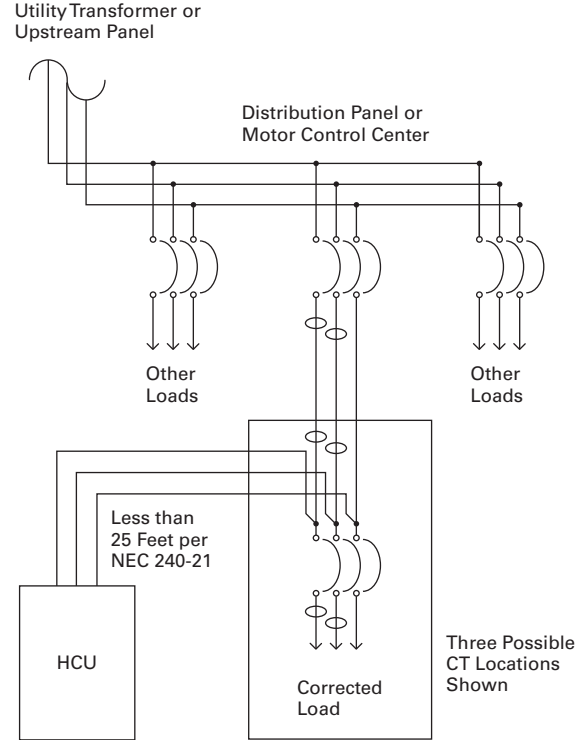 Utility Transformer or
Upstream Panel
Distribution Panel or
Motor Control Center
Other
Loads
Other
Loads
Less than
25 Feet per
NEC 240-21
HCU
Corrected
Load
Three Possible
CT Locations
Shown